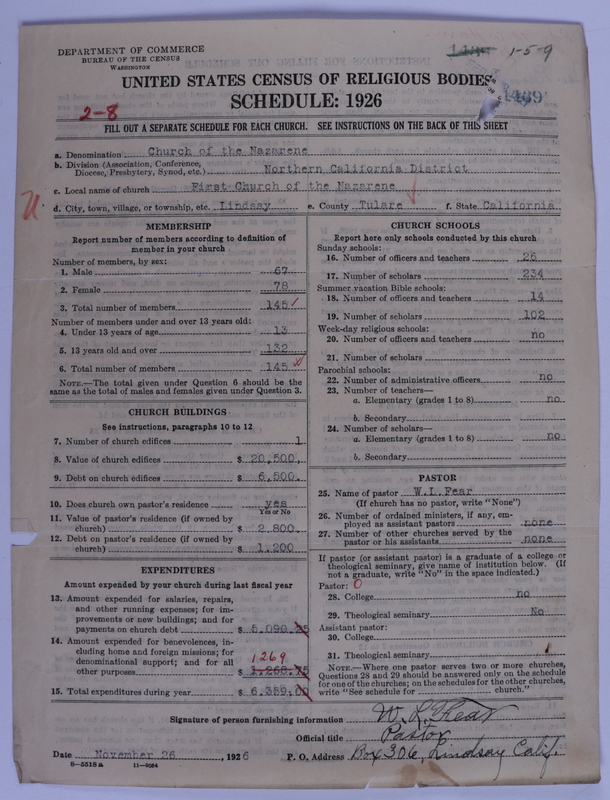 DEPARTMENT OF COMMERCE
BUREAU OF THE CENSUS
WASHINGTON
1-5-9
UNITED STATES CENSUS OF RELIGIOUS BODIES
SCHEDULE: 1926
2-8
FILL OUT A SEPARATE SCHEDULE FOR EACH CHURCH. SEE INSTRUCTIONS ON THE BACK OF THIS SHEET
a. Denomination Church of the Nazarene
b. Division (Association, Conference, Diocese, Presbytery, Synod, etc.) Northern California District
c. Local name of church First Church of the Nazarene
d. City, town, village, or township, etc. Lindsay e. County Tulare f. State California
MEMBERSHIP
Report number of members according to definition of member in your church
Number of members, by sex:
1. Male 67
2. Female 78
3. Total number of members 145
Number of members under and over 13 years old:
4. Under 13 years of age 13
5. 13 years old and over 132
6. Total number of members 145
NOTE.—The total given under Question 6 should be the same as the total of males and females given under Question 3.
CHURCH BUILDINGS
See instructions, paragraphs 10 to 12
7. Number of church edifices 1
8. Value of church edifices $ 20,500.
9. Debt on church edifices $ 6,500.
10. Does church own pastor's residence yes
Yes or No
11. Value of pastor's residence (if owned by church) $ 2,800.
12. Debt on pastor's residence (if owned by church) $ 1,200
EXPENDITURES
Amount expended by your church during last fiscal year
13. Amount expended for salaries, repairs, and other running expenses; for improvements or new buildings; and for payments on church debt $ 5,090.25
14. Amount expended for benevolences, including home and foreign missions; for denominational support; and for all other purposes $ 1,268.75
1269
15. Total expenditures during year $ 6,359.00
CHURCH SCHOOLS
Report here only schools conducted by this church
Sunday schools:
16. Number of officers and teachers 26
17. Number of scholars 234
Summer vacation Bible schools:
18. Number of officers and teachers 14
19. Number of scholars 102
Week-day religious schools:
20. Number of officers and teachers no
21. Number of scholars
Parochial schools:
22. Number of administrative officers no
23. Number of teachers—
a. Elementary (grades 1 to 8) no
b. Secondary
24. Number of scholars—
a. Elementary (grades 1 to 8) no
b. Secondary
PASTOR
25. Name of pastor W.L.Fear
(If church has no pastor, write "None")
26. Number of ordained ministers, if any, employed as assistant pastors none
27. Number of other churches served by the pastor or his assistants none
If pastor (or assistant pastor) is a graduate of a college or theological seminary, give name of institution below. (If not a graduate, write "No" in the space indicated.)
Pastor: 0
28. College no
29. Theological seminary No
Assistant pastor:
30. College
31. Theological seminary
NOTE.—Where one pastor serves two or more churches, Questions 28 and 29 should be answered only on the schedule for one of the churches; on the schedules for the other churches, write "See schedule for church."
Signature of person furnishing information W. L. Fear
Official title Pastor
Date November 26, 1926 P. O. Address Box 306, Lindsay Calif.
8-5518a 11-9084